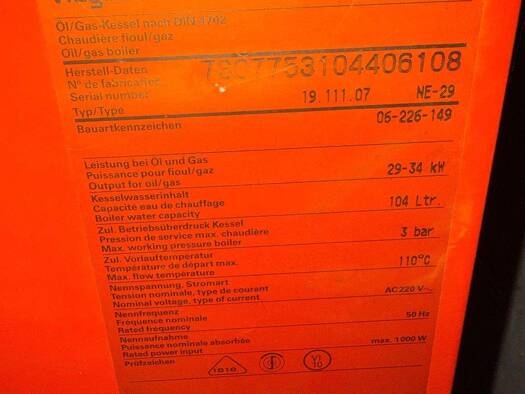 Öl/Gas-Kessel nach DIN 4702
Chaudière fioul/gaz
Oil/gas boiler
Herstell-Daten
N° de fabrication
Serial number
Typ/Type 19.111.07 NE-29
Bauartkennzeichen 06-226-149
Leistung bei Öl und Gas
Puissance pour fioul/gaz 29-34 kW
Output for oil/gas
Kesselwasserinhalt
Capacité eau de chauffage 104 Ltr.
Boiler water capacity
Zul. Betriebsüberdruck Kessel
Pression de service max. chaudière 3 bar
Max. working pressure boiler
Zul. Vorlauftemperatur
Température de départ max. 110°C
Max. flow temperature
Nennspannung, Stromart
Tension nominale, type de courant AC 220 V~
Nominal voltage, type of current
Nennfrequenz
Fréquence nominale 50 Hz
Rated frequency
Nennaufnahme
Puissance nominale absorbée max. 1000 W
Rated power input
Prüfzeichen